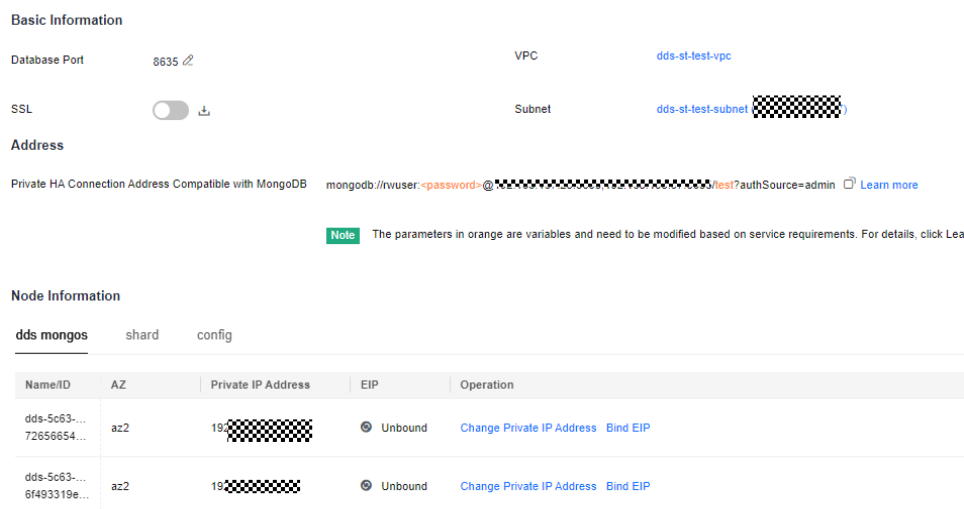 Basic Information
Database Port 8635 VPC dds-st-test-vpc
SSL Subnet dds-st-test-subnet ( )
Address
Private HA Connection Address Compatible with MongoDB mongodb://rwuser:<password>@ /test?authSource=admin Learn more
Note The parameters in orange are variables and need to be modified based on service requirements. For details, click Lea
Node Information
dds mongos shard config
Name/ID AZ Private IP Address EIP Operation
dds-5c63-...
72656654... az2 192 Unbound Change Private IP Address Bind EIP
dds-5c63-...
6f493319e... az2 192 Unbound Change Private IP Address Bind EIP